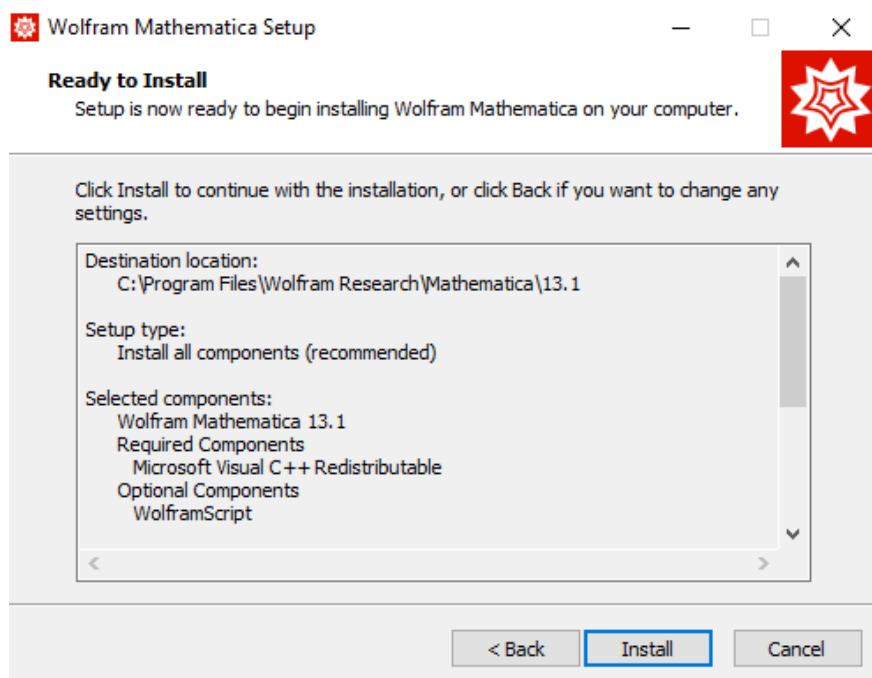 Wolfram Mathematica Setup
Ready to Install
Setup is now ready to begin installing Wolfram Mathematica on your computer.
Click Install to continue with the installation, or click Back if you want to change any
settings.
Destination location:
C:\Program Files\Wolfram Research\Mathematica\13.1
Setup type:
Install all components (recommended)
Selected components:
Wolfram Mathematica 13.1
Required Components
Microsoft Visual C++ Redistributable
Optional Components
WolframScript
< Back Install Cancel